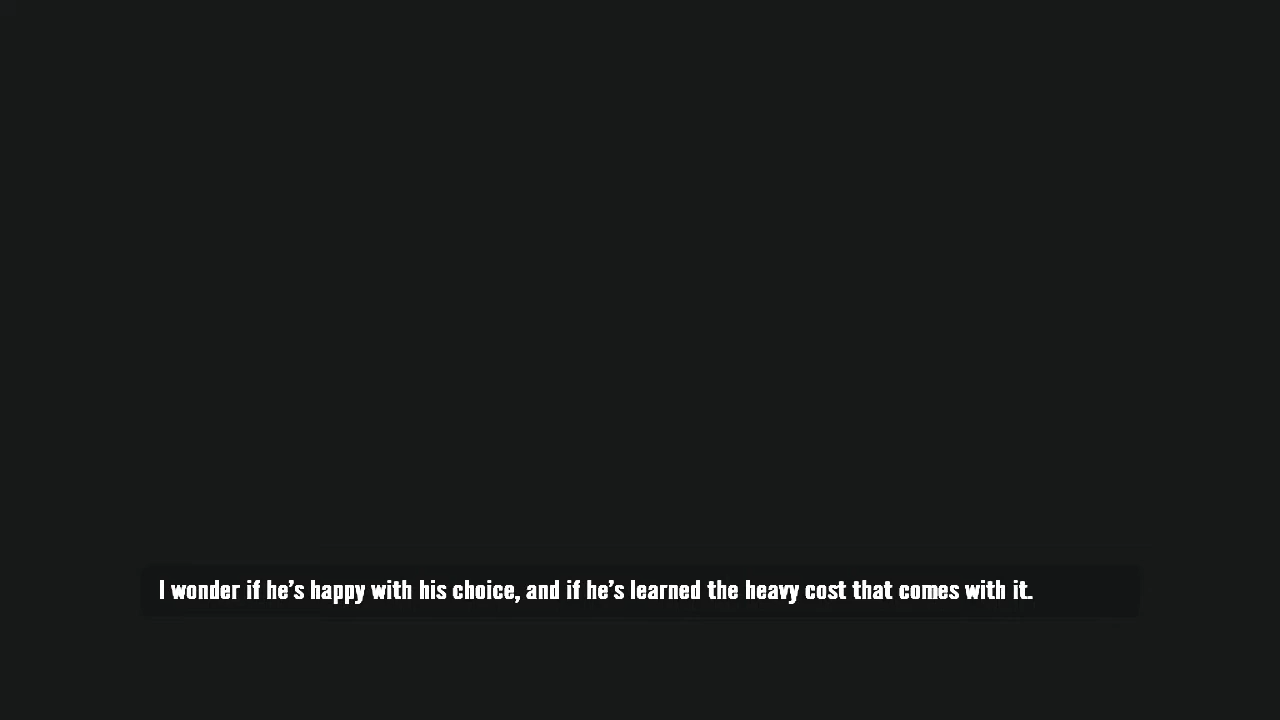 I wonder if he’s happy with his choice, and if he’s learned the heavy cost that comes with it.